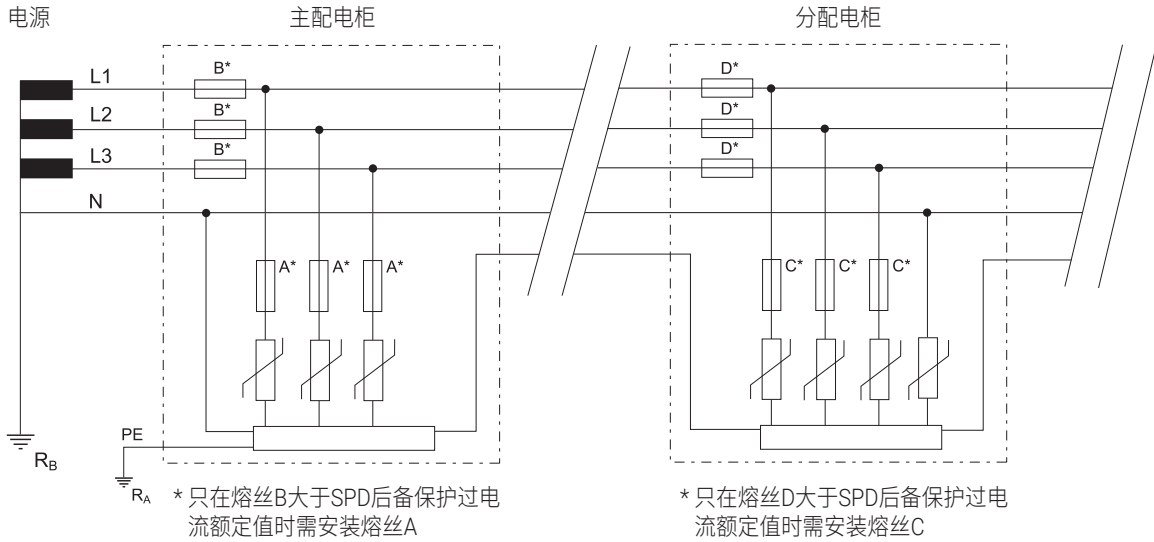 电源
主配电柜
分配电柜
L1
B*
D*
L2
B*
D*
L3
B*
D*
N
A*
A*
A*
C*
C*
C*
PE
RB
RA
* 只在熔丝B大于SPD后备保护过电
流额定值时需安装熔丝A
* 只在熔丝D大于SPD后备保护过电
流额定值时需安装熔丝C